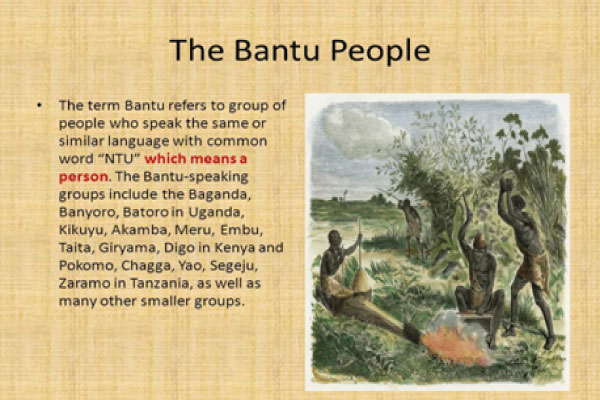 The Bantu People
• The term Bantu refers to group of
people who speak the same or
similar language with common
word “NTU” which means a
person. The Bantu-speaking
groups include the Baganda,
Banyoro, Batoro in Uganda,
Kikuyu, Akamba, Meru, Embu,
Taita, Giryama, Digo in Kenya and
Pokomo, Chagga, Yao, Segeju,
Zaramo in Tanzania, as well as
many other smaller groups.